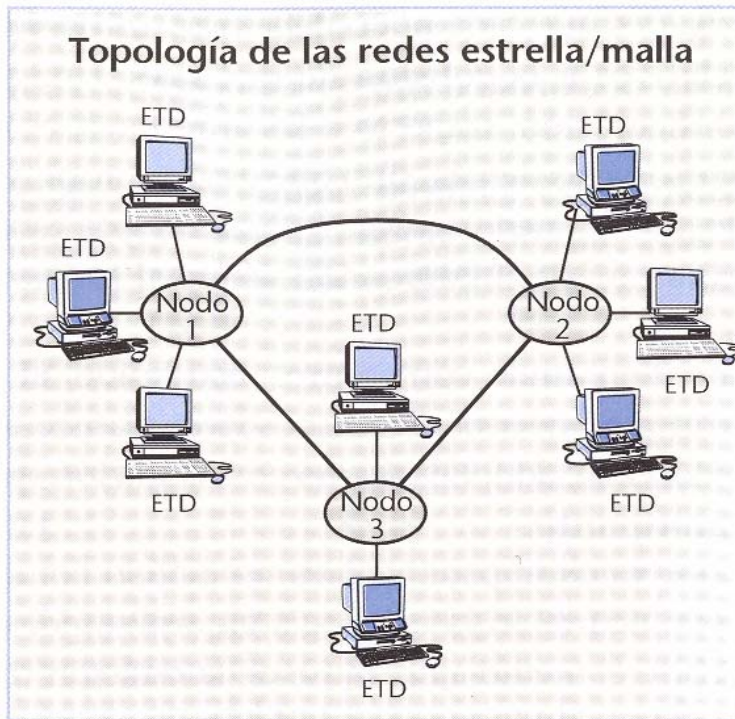 Topología de las redes estrella/malla
ETD
ETD
ETD
Nodo
1
Nodo
2
ETD
ETD
ETD
ETD
ETD
Nodo
3
ETD